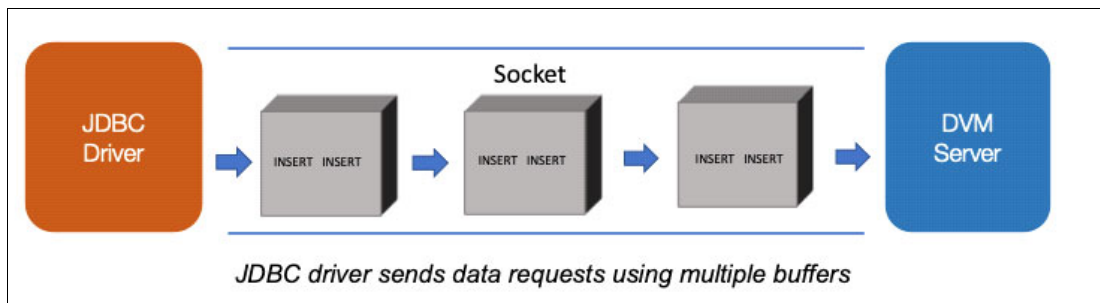 Socket
JDBC
Driver
INSERT INSERT
INSERT INSERT
INSERT INSERT
DVM
Server
JDBC driver sends data requests using multiple buffers